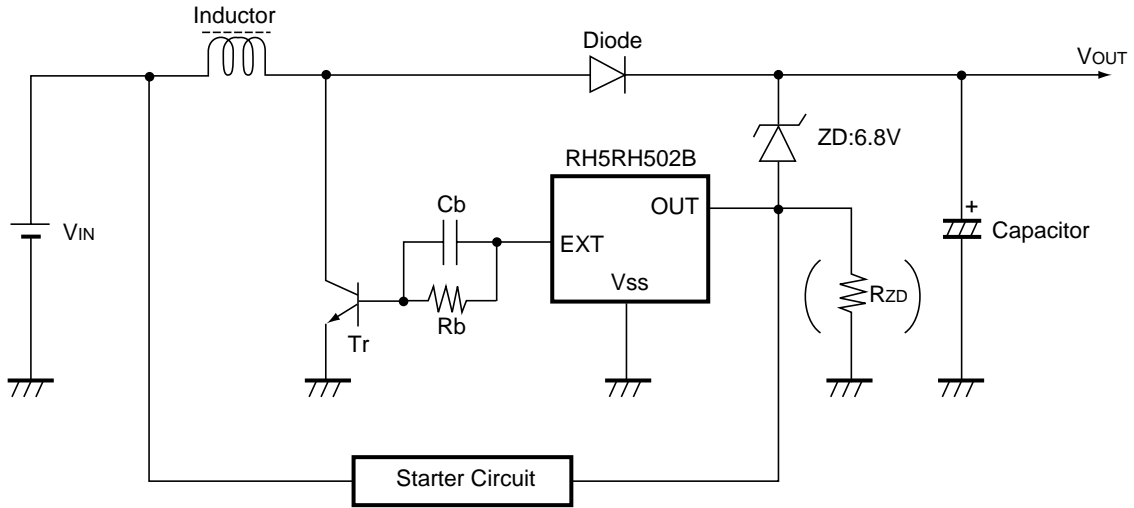 Inductor
Diode
VOUT
ZD:6.8V
RH5RH502B
OUT
Cb
EXT
VIN
+
Capacitor
Vss
RZD
Rb
Tr
Starter Circuit